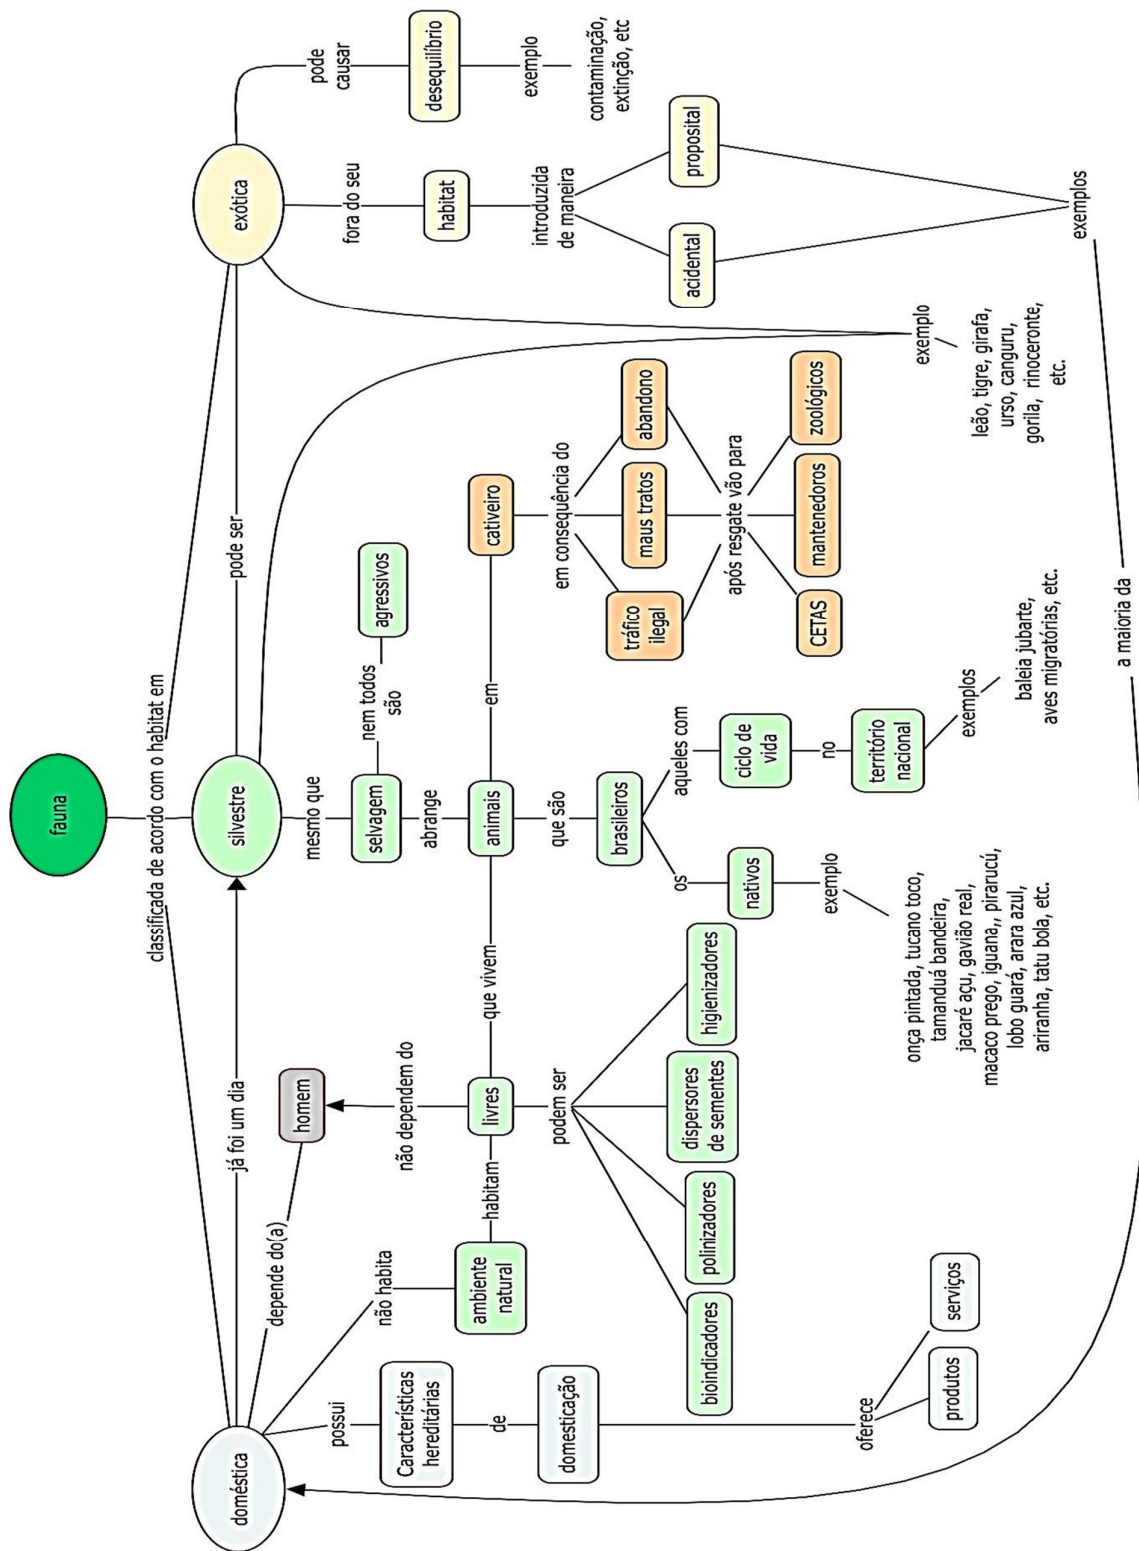 fauna
classificada de acordo com o habitat em
doméstica
já foi um dia
silvestre
pode ser
exótica
depende do(a)
homem
não habita
possui
Características
hereditárias
de
domesticação
oferece
produtos
serviços
mesmo que
selvagem
nem todos
são
agressivos
abrange
animais
que vivem
livres
não dependem do
habitam
ambiente
natural
podem ser
bioindicadores
polinizadores
dispersores
de sementes
higienizadores
que são
brasileiros
os
nativos
exemplo
onça pintada, tucano toco,
tamanduá bandeira,
jacaré açu, gavião real,
macaco prego, iguana,, pirarucú,
lobo guará, arara azul,
ariranha, tatu bola, etc.
aqueles com
ciclo de
vida
no
território
nacional
exemplos
baleia jubarte,
aves migratórias, etc.
em
cativeiro
em consequência do
tráfico
ilegal
maus tratos
abandono
após resgate vão para
CETAS
mantenedoros
zoológicos
exemplo
leão, tigre, girafa,
urso, canguru,
gorila, rinoceronte,
etc.
fora do seu
habitat
introduzida
de maneira
acidental
proposital
exemplos
a maioria da
pode
causar
desequilíbrio
exemplo
contaminação,
extinção, etc